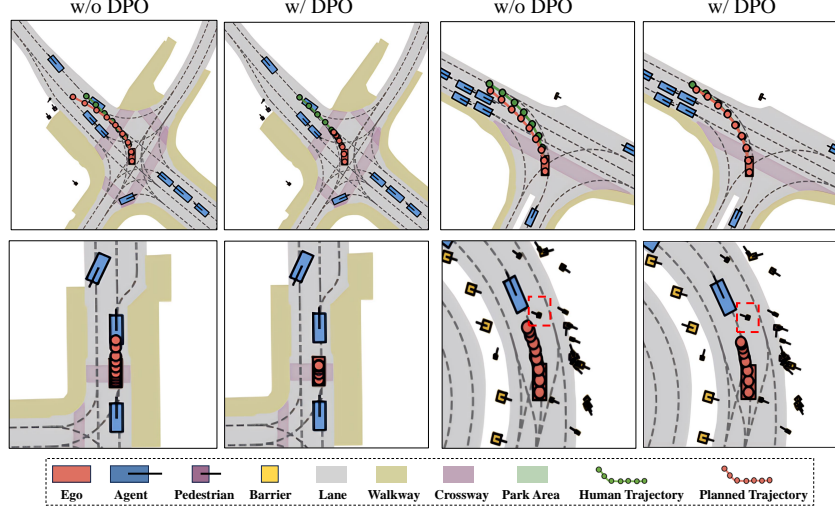 w/o DPO w/ DPO w/o DPO w/ DPO
Ego Agent Pedestrian Barrier Lane Walkway Crossway Park Area Human Trajectory Planned Trajectory